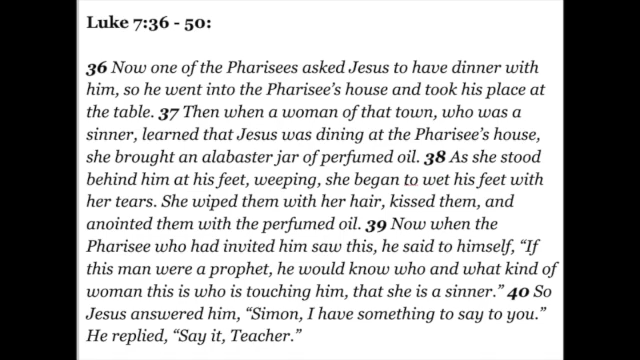 Luke 7:36 - 50:
36 Now one of the Pharisees asked Jesus to have dinner with
him, so he went into the Pharisee’s house and took his place at
the table. 37 Then when a woman of that town, who was a
sinner, learned that Jesus was dining at the Pharisee’s house,
she brought an alabaster jar of perfumed oil. 38 As she stood
behind him at his feet, weeping, she began to wet his feet with
her tears. She wiped them with her hair, kissed them, and
anointed them with the perfumed oil. 39 Now when the
Pharisee who had invited him saw this, he said to himself, “If
this man were a prophet, he would know who and what kind of
woman this is who is touching him, that she is a sinner.” 40 So
Jesus answered him, “Simon, I have something to say to you.”
He replied, “Say it, Teacher.”